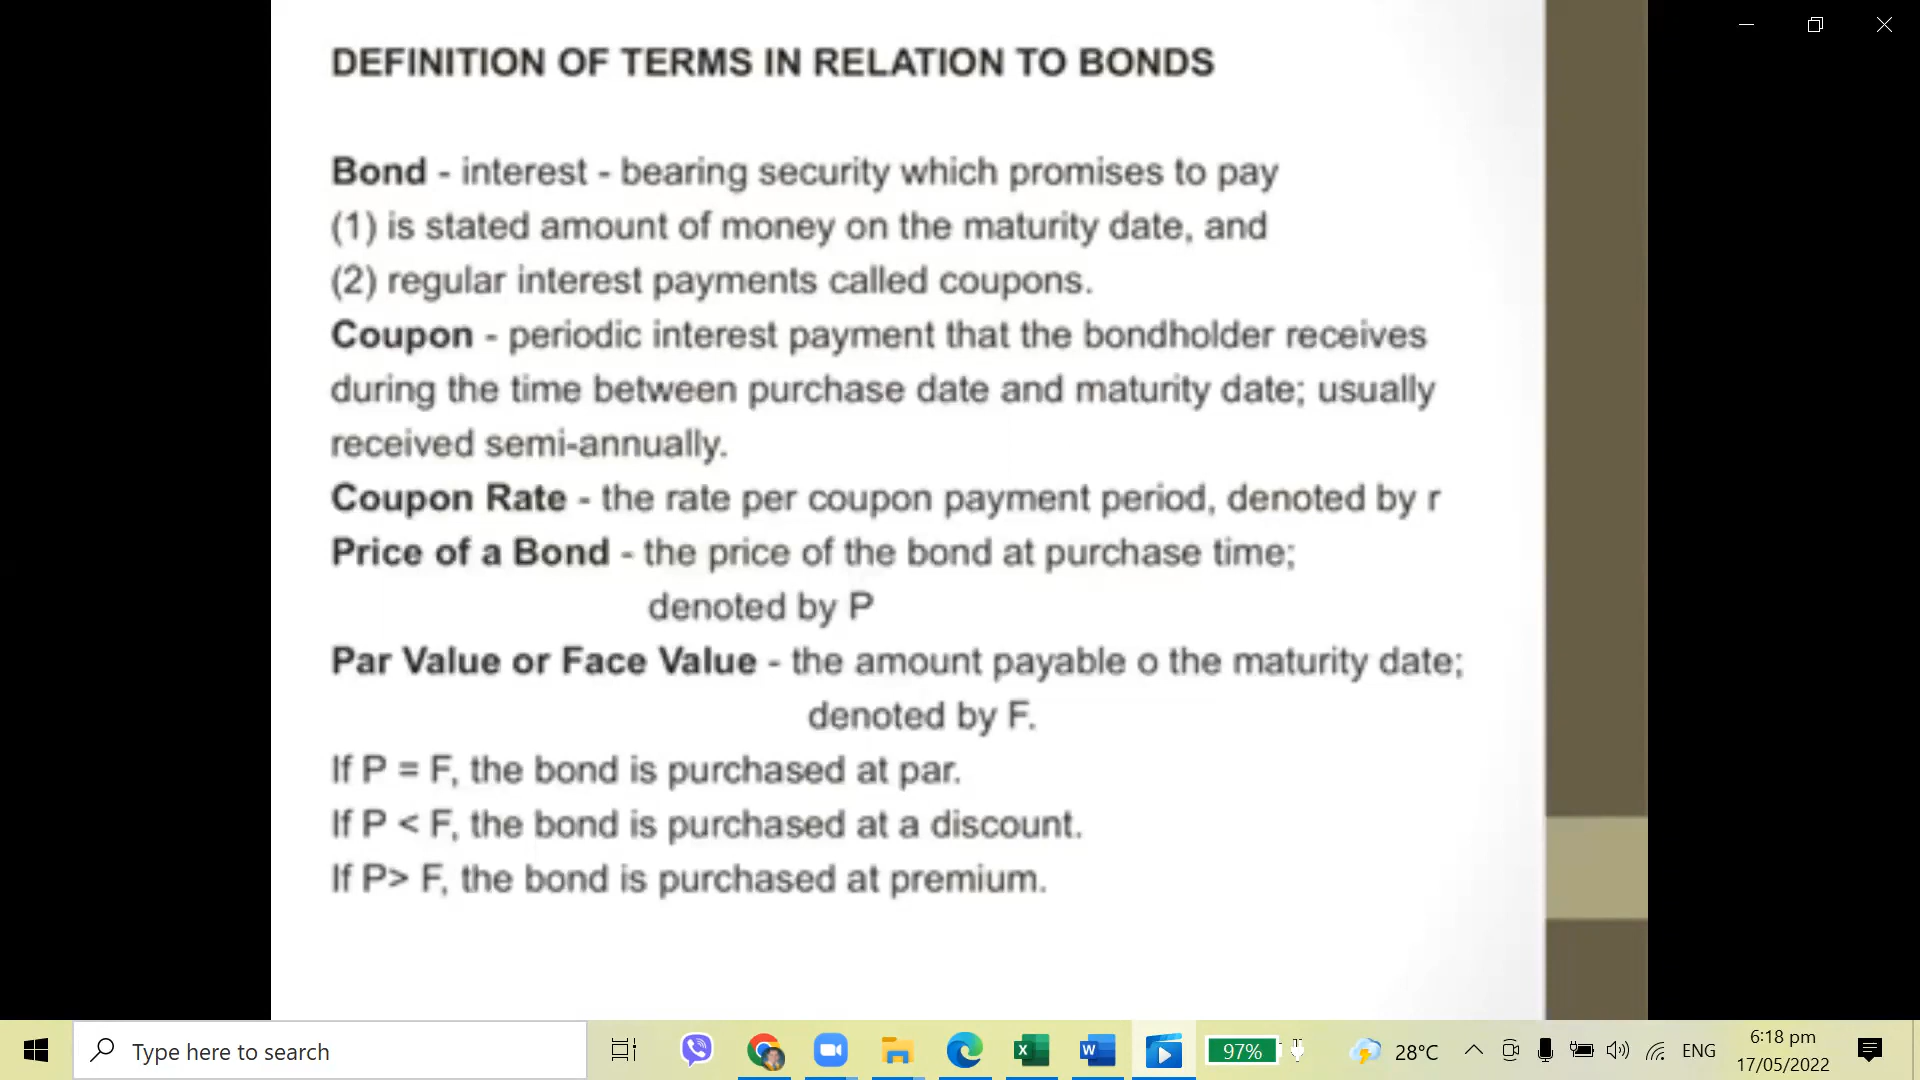 DEFINITION OF TERMS IN RELATION TO BONDS
Bond - interest - bearing security which promises to pay
(1) is stated amount of money on the maturity date, and
(2) regular interest payments called coupons.
Coupon - periodic interest payment that the bondholder receives
during the time between purchase date and maturity date; usually
received semi-annually.
Coupon Rate - the rate per coupon payment period, denoted by r
Price of a Bond - the price of the bond at purchase time;
denoted by P
Par Value or Face Value - the amount payable o the maturity date;
denoted by F.
If P = F, the bond is purchased at par.
If P < F, the bond is purchased at a discount.
If P> F, the bond is purchased at premium.
Type here to search
97%
28°C
ENG
6:18 pm
17/05/2022